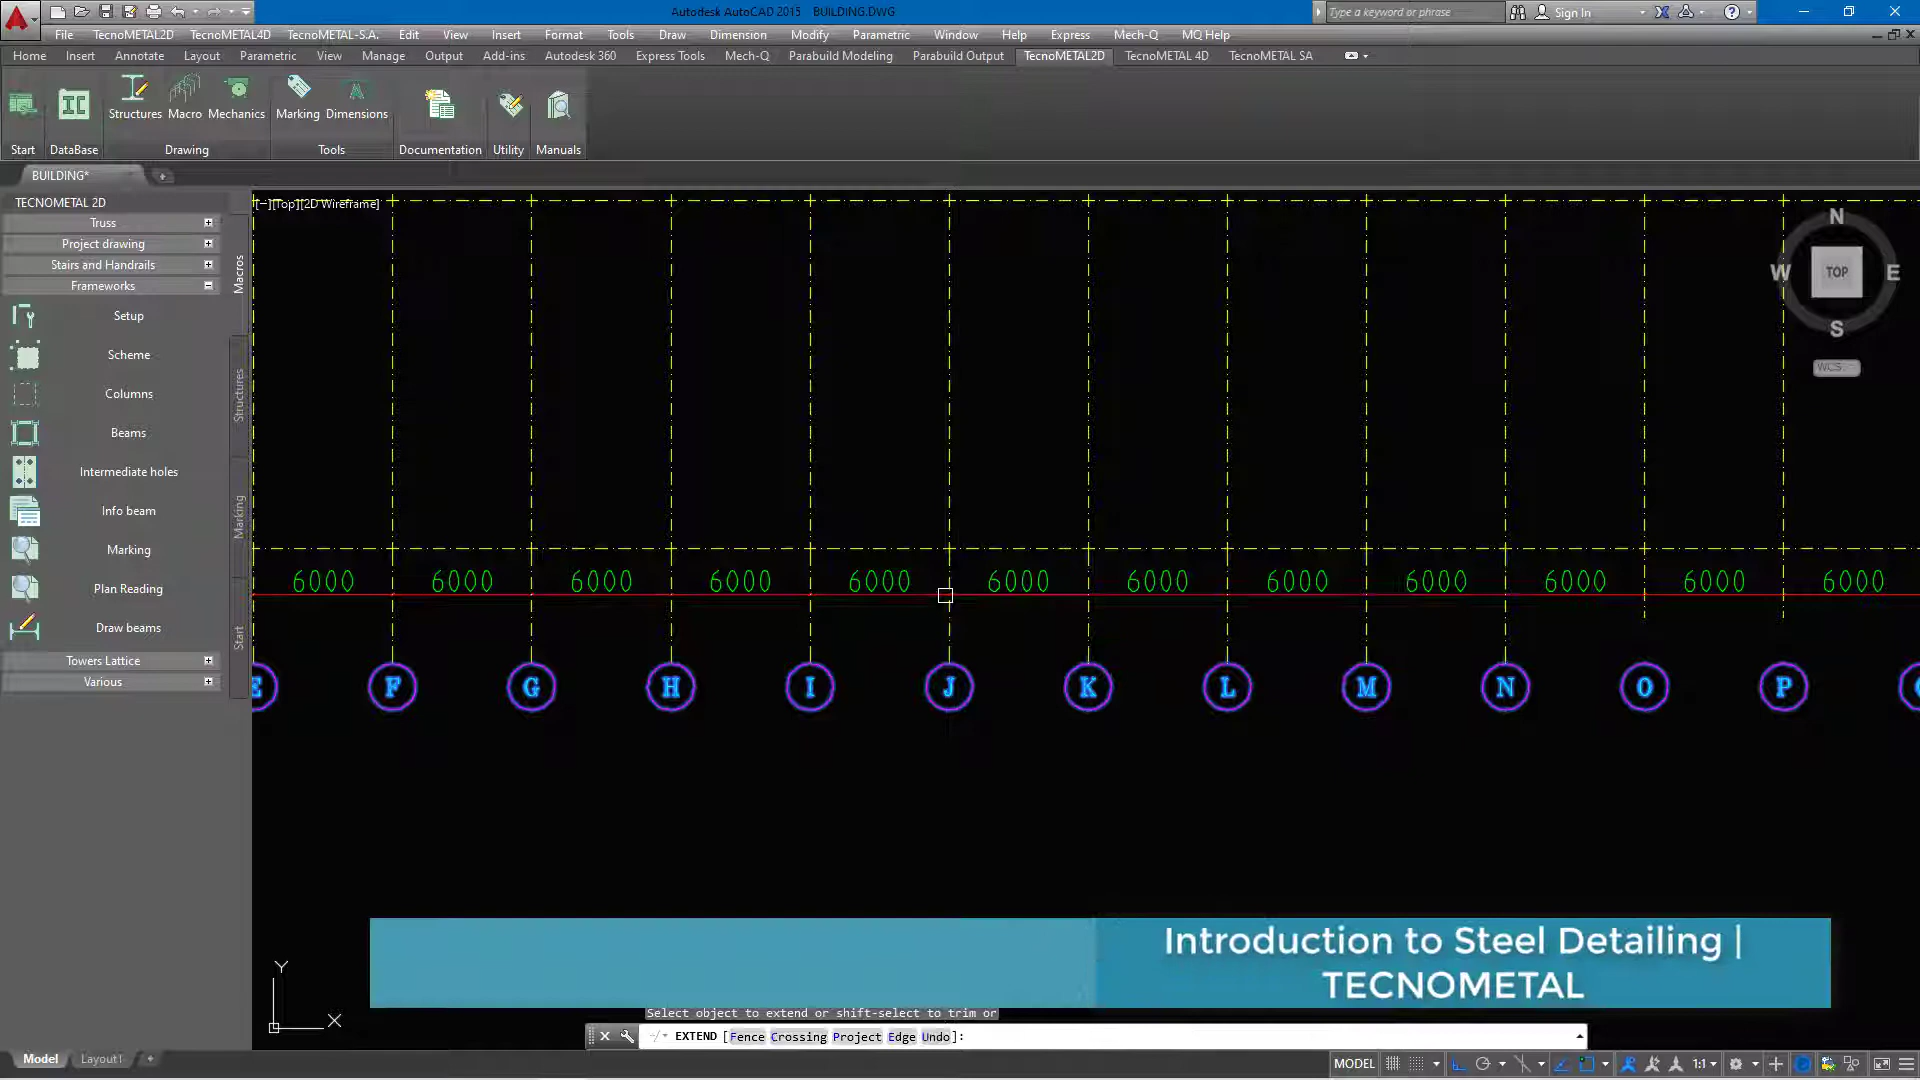 Autodesk AutoCAD 2015 BUILDING.DWG
Type a keyword or phrase
Sign In
File TecnoMETAL2D TecnoMETAL4D TecnoMETAL-S.A. Edit View Insert Format Tools Draw Dimension Modify Parametric Window Help Express Mech-Q MQ Help
Home Insert Annotate Layout Parametric View Manage Output Add-ins Autodesk 360 Express Tools Mech-Q Parabuild Modeling Parabuild Output TecnoMETAL2D TecnoMETAL 4D TecnoMETAL SA
Structures Macro Mechanics Marking Dimensions
Start DataBase Drawing Tools Documentation Utility Manuals
BUILDING*
TECNOMETAL 2D
Truss
Project drawing
Stairs and Handrails
Frameworks
Setup
Scheme
Columns
Beams
Intermediate holes
Info beam
Marking
Plan Reading
Draw beams
Towers Lattice
Various
Macros
Structures
Marking
Start
[−][Top][2D Wireframe]
N
W TOP E
S
WCS
6000 6000 6000 6000 6000 6000 6000 6000 6000 6000 6000 6000
E F G H I J K L M N O P
Introduction to Steel Detailing |
TECNOMETAL
Y
X
Select object to extend or shift-select to trim or
EXTEND [Fence Crossing Project Edge Undo]:
Model Layout1
MODEL 1:1